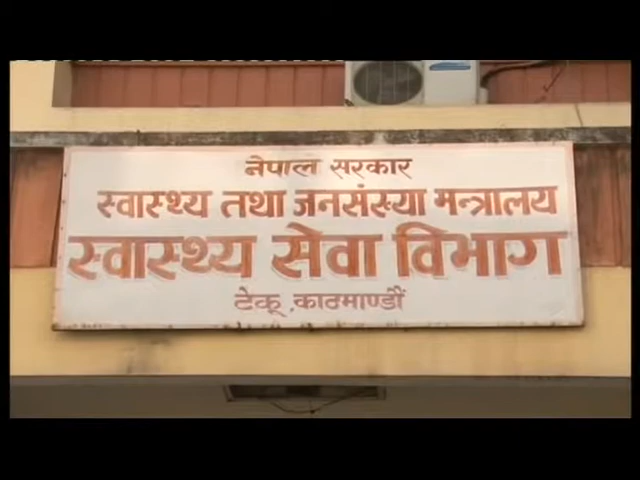 नेपाल सरकार
स्वास्थ्य तथा जनसंख्या मन्त्रालय
स्वास्थ्य सेवा विभाग
टेकू, काठमाण्डौं